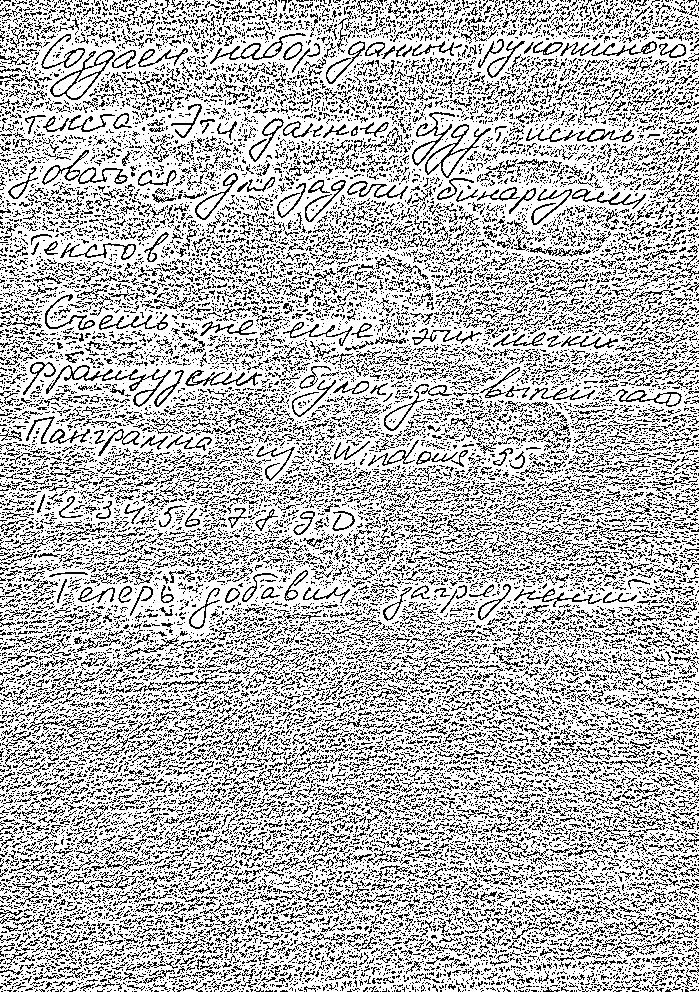 Создаем набор данных рукописного
текста. Эти данные будут исполь-
зоваться для задачи бинаризации
текстов.
Съешь же еще этих мягких
французских булок, да выпей чаю
Панграмма из Windows 95
1 2 3 4 5 6 7 8 9 0
Теперь добавим загрязнений